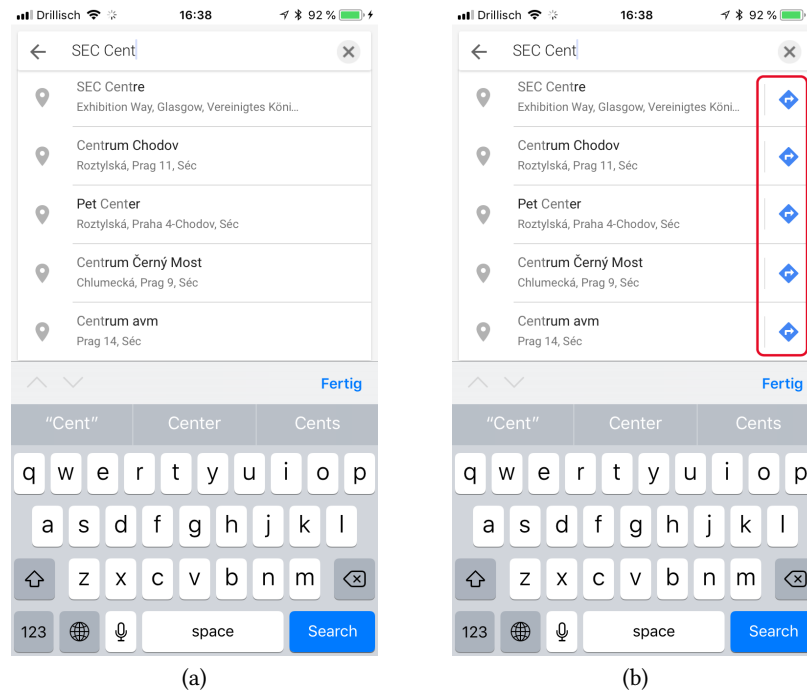 Drillisch 16:38 92 %
SEC Cent
SEC Centre
Exhibition Way, Glasgow, Vereinigtes Köni...
Centrum Chodov
Roztylská, Prag 11, Séc
Pet Center
Roztylská, Praha 4-Chodov, Séc
Centrum Černý Most
Chlumecká, Prag 9, Séc
Centrum avm
Prag 14, Séc
Fertig
“Cent” Center Cents
q w e r t y u i o p
a s d f g h j k l
z x c v b n m
123 space Search
(a)
Drillisch 16:38 92 %
SEC Cent
SEC Centre
Exhibition Way, Glasgow, Vereinigtes Köni...
Centrum Chodov
Roztylská, Prag 11, Séc
Pet Center
Roztylská, Praha 4-Chodov, Séc
Centrum Černý Most
Chlumecká, Prag 9, Séc
Centrum avm
Prag 14, Séc
Fertig
“Cent” Center Cents
q w e r t y u i o p
a s d f g h j k l
z x c v b n m
123 space Search
(b)